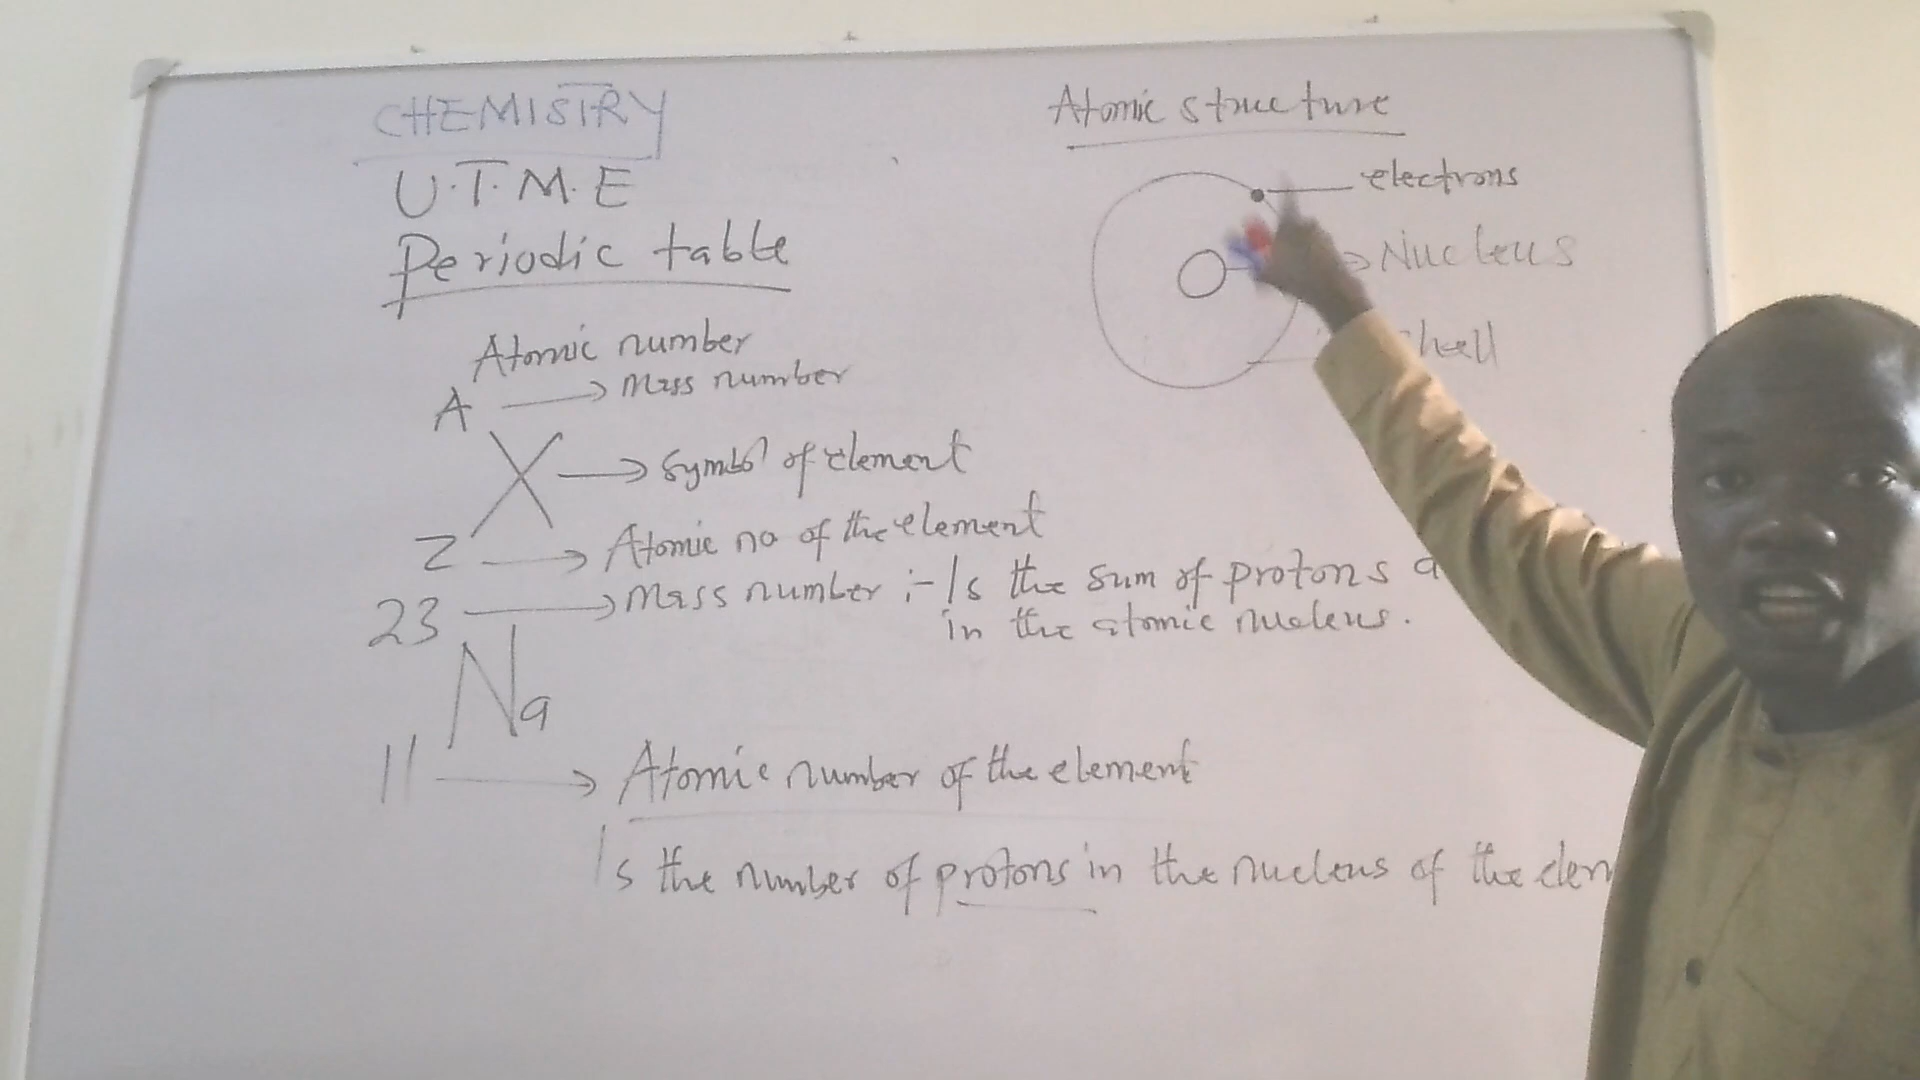 CHEMISTRY
U.T.M.E
Periodic table
Atomic number
A → Mass number
X → Symbol of element
Z → Atomic no of the element
23 → Mass number :- Is the sum of protons
in the atomic nucleus.
Na
11 → Atomic number of the element
Is the number of protons in the nucleus of the
Atomic structure
electrons
Nucleus